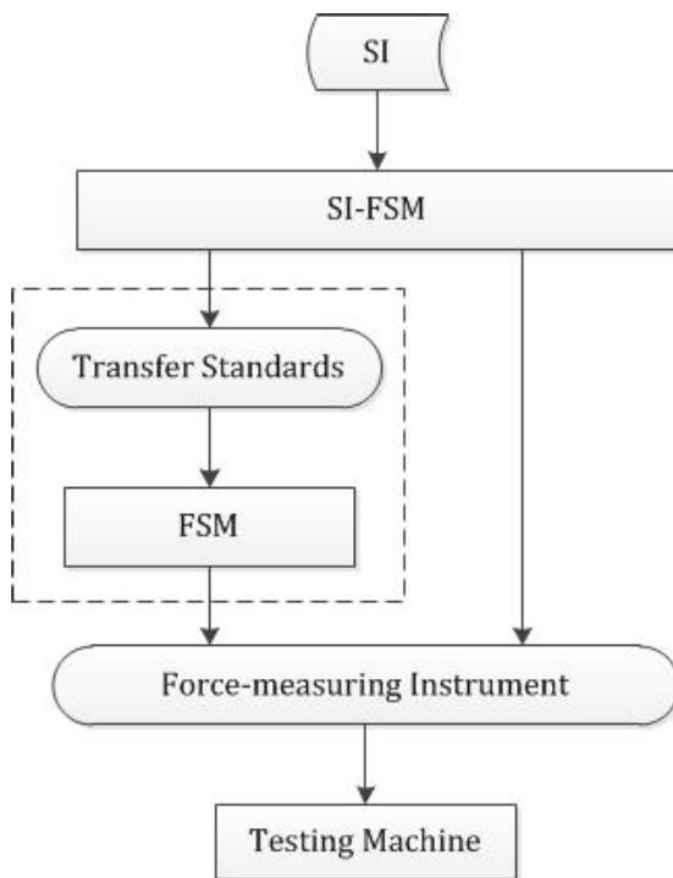 SI
SI-FSM
Transfer Standards
FSM
Force-measuring Instrument
Testing Machine